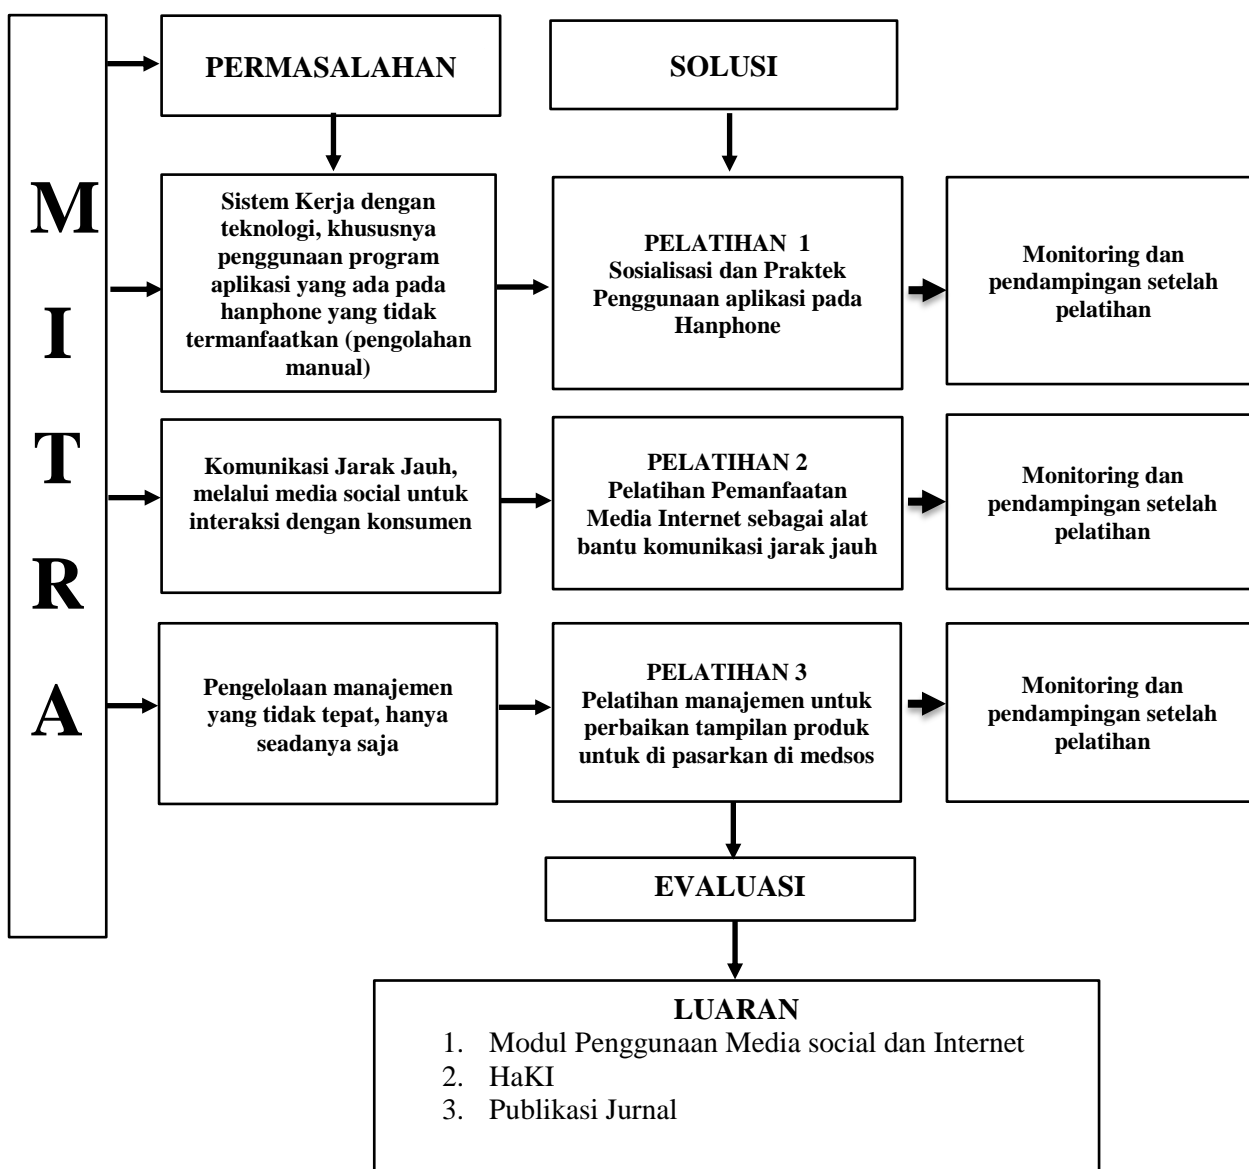 M
I
T
R
A
PERMASALAHAN
SOLUSI
Sistem Kerja dengan
teknologi, khususnya
penggunaan program
aplikasi yang ada pada
hanphone yang tidak
termanfaatkan (pengolahan
manual)
PELATIHAN 1
Sosialisasi dan Praktek
Penggunaan aplikasi pada
Hanphone
Monitoring dan
pendampingan setelah
pelatihan
Komunikasi Jarak Jauh,
melalui media social untuk
interaksi dengan konsumen
PELATIHAN 2
Pelatihan Pemanfaatan
Media Internet sebagai alat
bantu komunikasi jarak jauh
Monitoring dan
pendampingan setelah
pelatihan
Pengelolaan manajemen
yang tidak tepat, hanya
seadanya saja
PELATIHAN 3
Pelatihan manajemen untuk
perbaikan tampilan produk
untuk di pasarkan di medsos
Monitoring dan
pendampingan setelah
pelatihan
EVALUASI
LUARAN
1. Modul Penggunaan Media social dan Internet
2. HaKI
3. Publikasi Jurnal